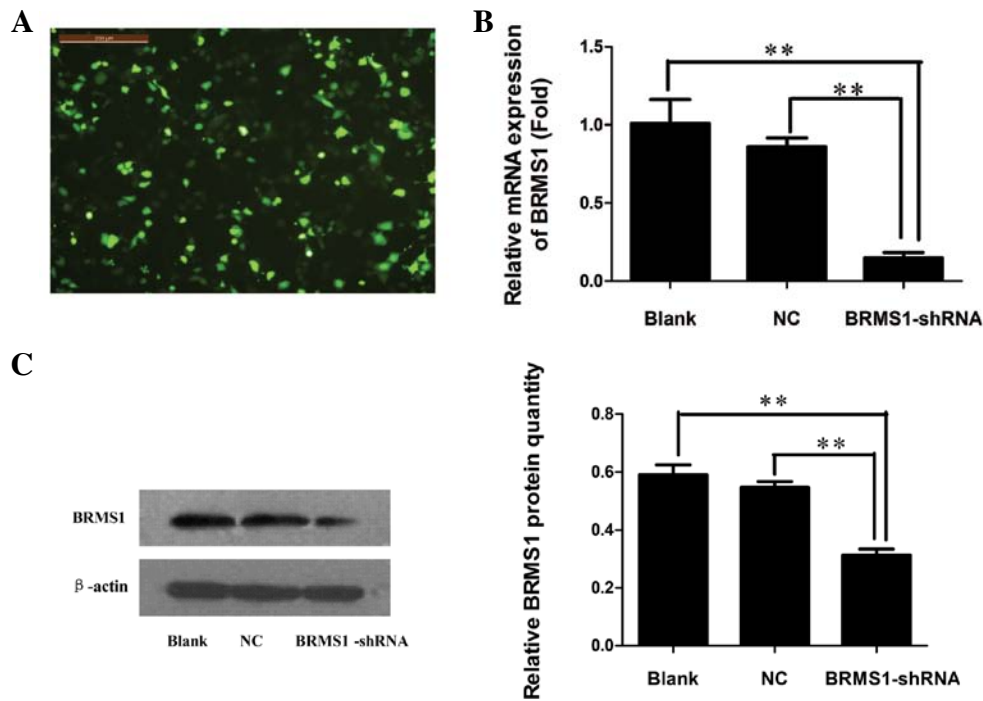 A
B
Relative mRNA expression
of BRMS1 (Fold)
1.5
1.0
0.5
0.0
**
**
Blank NC BRMS1-shRNA
C
BRMS1
β-actin
Blank NC BRMS1 -shRNA
Relative BRMS1 protein quantity
0.8
0.6
0.4
0.2
0.0
**
**
Blank NC BRMS1-shRNA